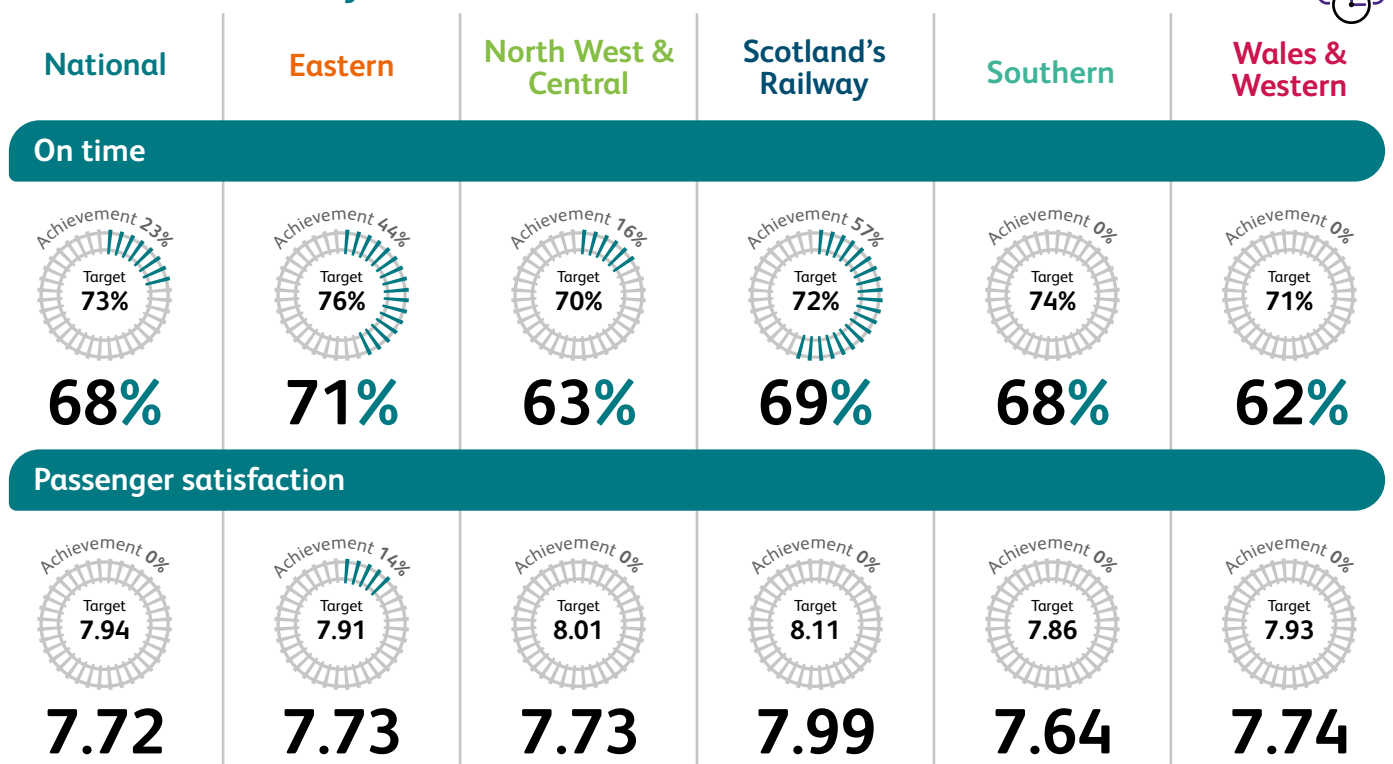 National
Eastern
North West &
Central
Scotland's
Railway
Southern
Wales &
Western
On time
Achievement 23%
Target
73%
68%
Achievement 44%
Target
76%
71%
Achievement 16%
Target
70%
63%
Achievement 57%
Target
72%
69%
Achievement 0%
Target
74%
68%
Achievement 0%
Target
71%
62%
Passenger satisfaction
Achievement 0%
Target
7.94
7.72
Achievement 14%
Target
7.91
7.73
Achievement 0%
Target
8.01
7.73
Achievement 0%
Target
8.11
7.99
Achievement 0%
Target
7.86
7.64
Achievement 0%
Target
7.93
7.74